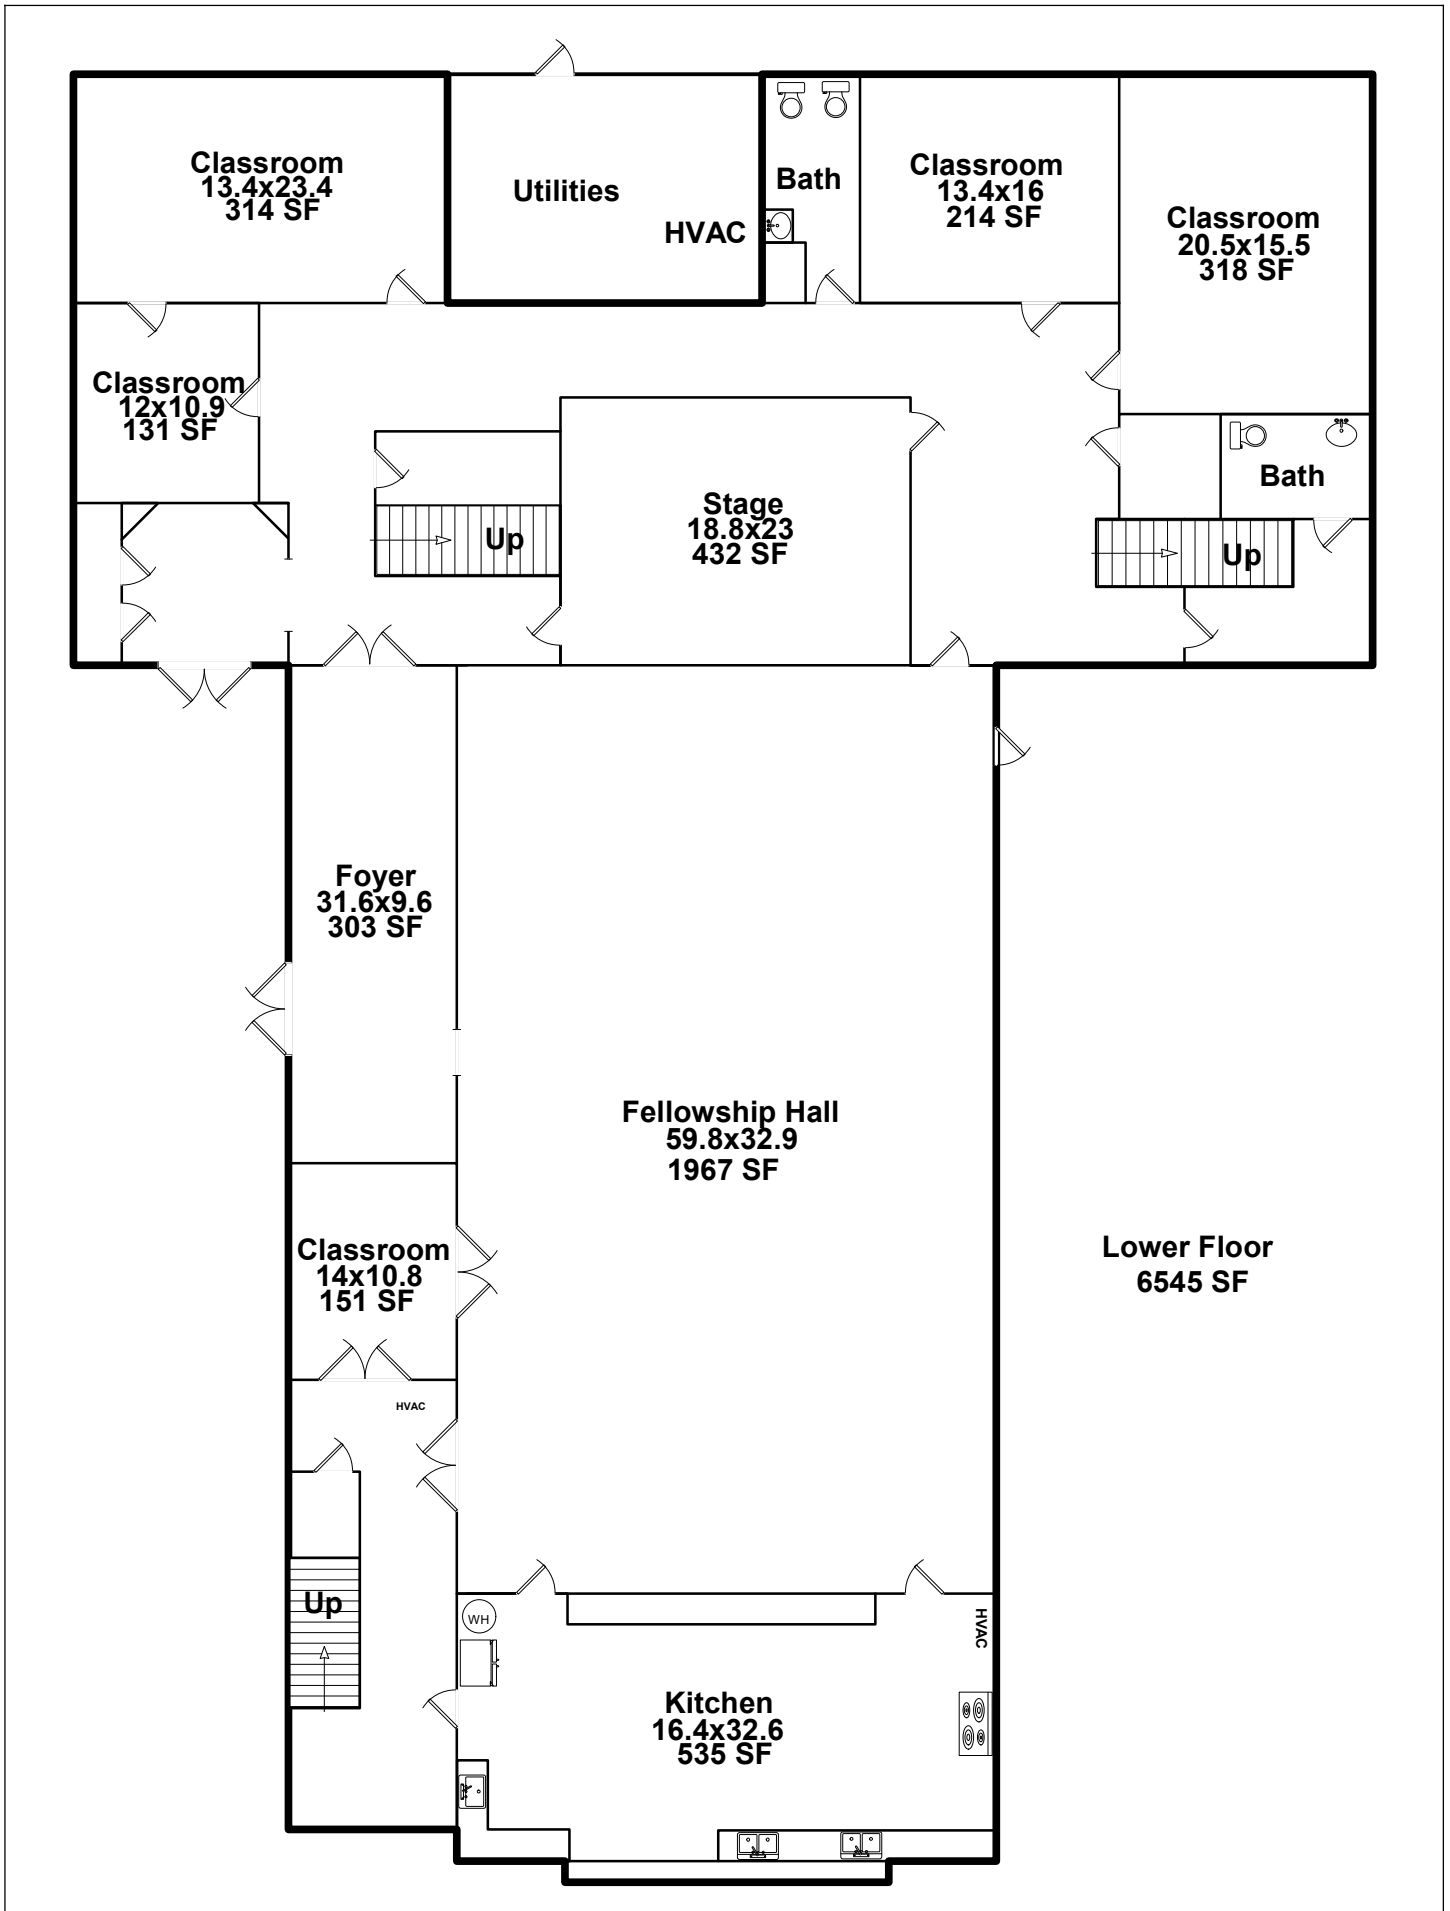 Classroom
13.4x23.4
314 SF
Utilities
HVAC
Bath
Classroom
13.4x16
214 SF
Classroom
20.5x15.5
318 SF
Classroom
12x10.9
131 SF
Stage
18.8x23
432 SF
Up
Bath
Up
Foyer
31.6x9.6
303 SF
Fellowship Hall
59.8x32.9
1967 SF
Classroom
14x10.8
151 SF
Lower Floor
6545 SF
HVAC
Up
WH
HVAC
Kitchen
16.4x32.6
535 SF